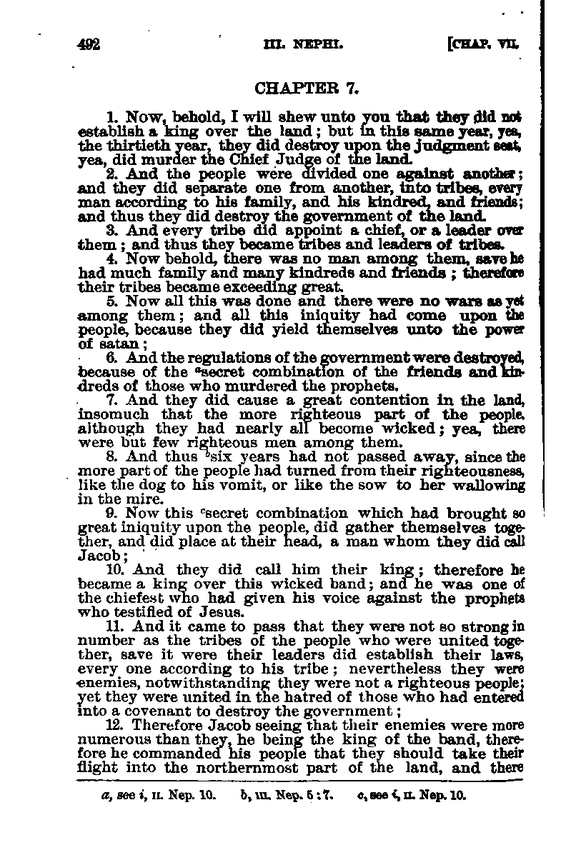 492 III. NEPHI. [CHAP. VII.
CHAPTER 7.
1. Now, behold, I will shew unto you that they did not
establish a king over the land; but in this same year, yea,
the thirtieth year, they did destroy upon the judgment seat,
yea, did murder the Chief Judge of the land.
2. And the people were divided one against another;
and they did separate one from another, into tribes, every
man according to his family, and his kindred, and friends;
and thus they did destroy the government of the land.
3. And every tribe did appoint a chief, or a leader over
them; and thus they became tribes and leaders of tribes.
4. Now behold, there was no man among them, save he
had much family and many kindreds and friends; therefore
their tribes became exceeding great.
5. Now all this was done and there were no wars as yet
among them; and all this iniquity had come upon the
people, because they did yield themselves unto the power
of satan;
6. And the regulations of the government were destroyed,
because of the ᵃsecret combination of the friends and kin-
dreds of those who murdered the prophets.
7. And they did cause a great contention in the land,
insomuch that the more righteous part of the people,
although they had nearly all become wicked; yea, there
were but few righteous men among them.
8. And thus ᵇsix years had not passed away, since the
more part of the people had turned from their righteousness,
like the dog to his vomit, or like the sow to her wallowing
in the mire.
9. Now this ᶜsecret combination which had brought so
great iniquity upon the people, did gather themselves toge-
ther, and did place at their head, a man whom they did call
Jacob;
10. And they did call him their king; therefore he
became a king over this wicked band; and he was one of
the chiefest who had given his voice against the prophets
who testified of Jesus.
11. And it came to pass that they were not so strong in
number as the tribes of the people who were united toge-
ther, save it were their leaders did establish their laws,
every one according to his tribe; nevertheless they were
enemies, notwithstanding they were not a righteous people;
yet they were united in the hatred of those who had entered
into a covenant to destroy the government;
12. Therefore Jacob seeing that their enemies were more
numerous than they, he being the king of the band, there-
fore he commanded his people that they should take their
flight into the northernmost part of the land, and there
a, see i, II. Nep. 10. b, III. Nep. 6:7. c, see i, II. Nep. 10.